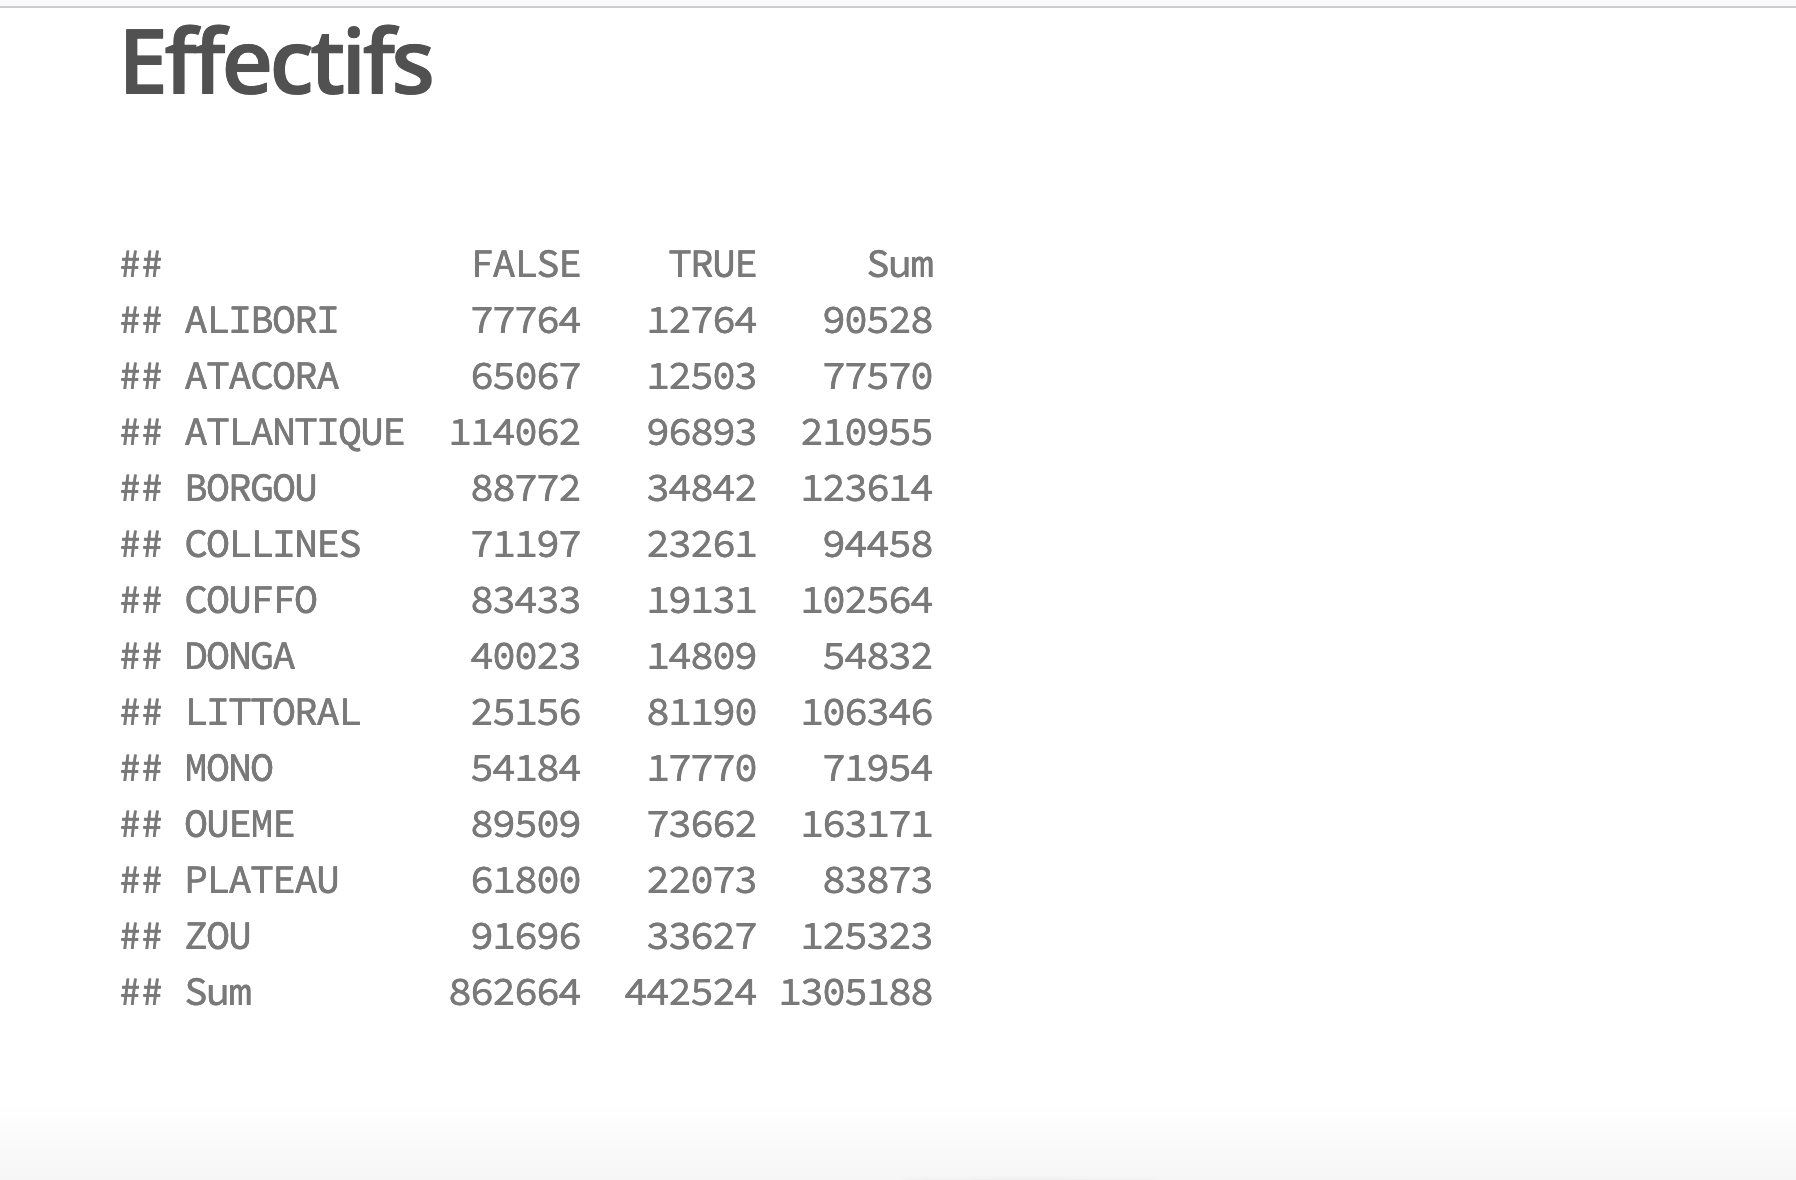 Effectifs
##              FALSE    TRUE     Sum
## ALIBORI      77764   12764   90528
## ATACORA      65067   12503   77570
## ATLANTIQUE  114062   96893  210955
## BORGOU       88772   34842  123614
## COLLINES     71197   23261   94458
## COUFFO       83433   19131  102564
## DONGA        40023   14809   54832
## LITTORAL     25156   81190  106346
## MONO         54184   17770   71954
## OUEME        89509   73662  163171
## PLATEAU      61800   22073   83873
## ZOU          91696   33627  125323
## Sum         862664  442524 1305188